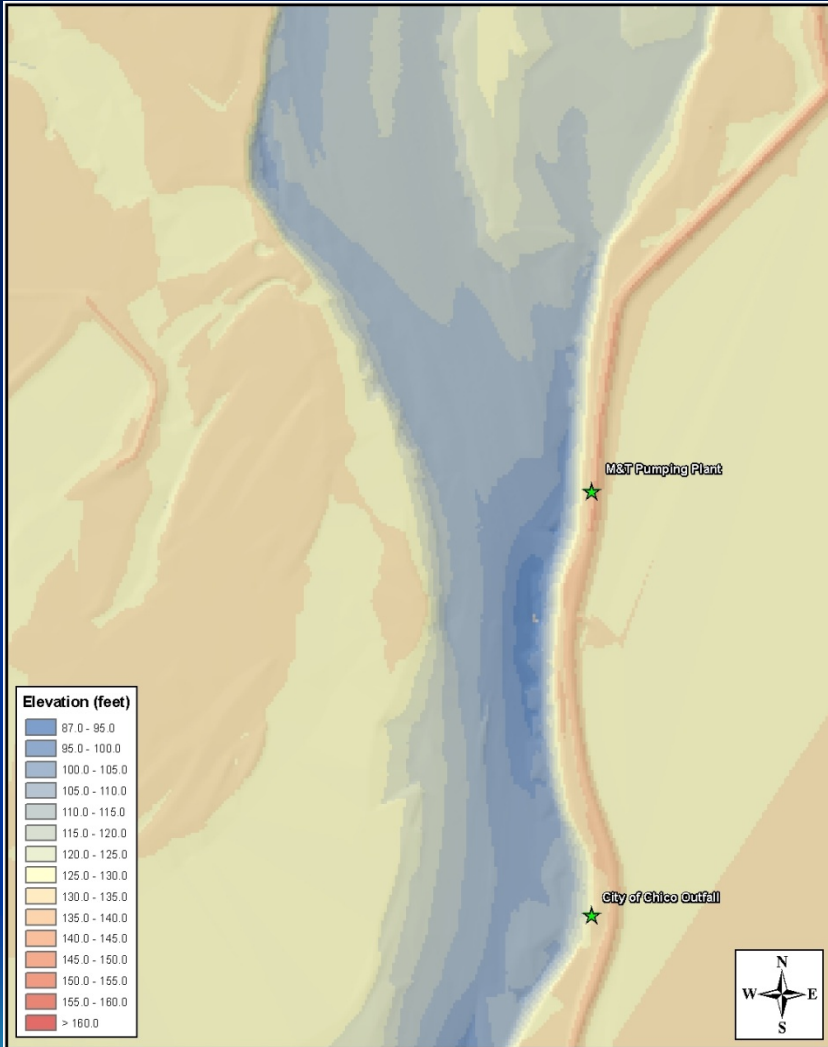 M&T Pumping Plant
City of Chico Outfall
Elevation (feet)
87.0 - 95.0
95.0 - 100.0
100.0 - 105.0
105.0 - 110.0
110.0 - 115.0
115.0 - 120.0
120.0 - 125.0
125.0 - 130.0
130.0 - 135.0
135.0 - 140.0
140.0 - 145.0
145.0 - 150.0
150.0 - 155.0
155.0 - 160.0
> 160.0
N
W E
S